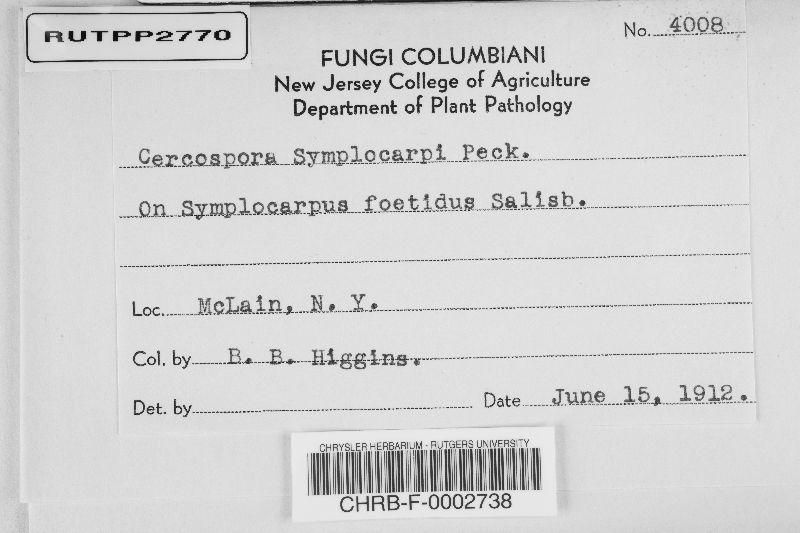 RUTPP2770
No. 4008
FUNGI COLUMBIANI
New Jersey College of Agriculture
Department of Plant Pathology
Cercospora Symplocarpi Peck.
On Symplocarpus foetidus Salisb.
Loc. McLain, N. Y.
Col. by B. B. Higgins.
Det. by
Date June 15, 1912.
CHRYSLER HERBARIUM - RUTGERS UNIVERSITY
CHRB-F-0002738